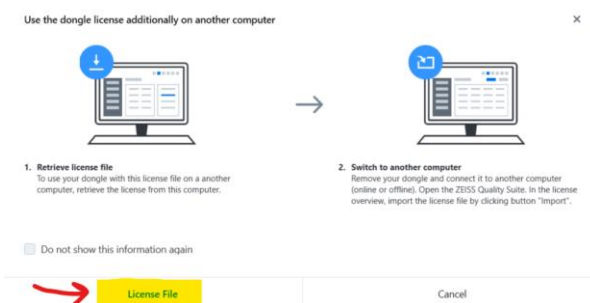 Use the dongle license additionally on another computer
1. Retrieve license file
To use your dongle with this license file on a another
computer, retrieve the license from this computer.
2. Switch to another computer
Remove your dongle and connect it to another computer
(online or offline). Open the ZEISS Quality Suite. In the license
overview, import the license file by clicking button "Import".
Do not show this information again
License File
Cancel